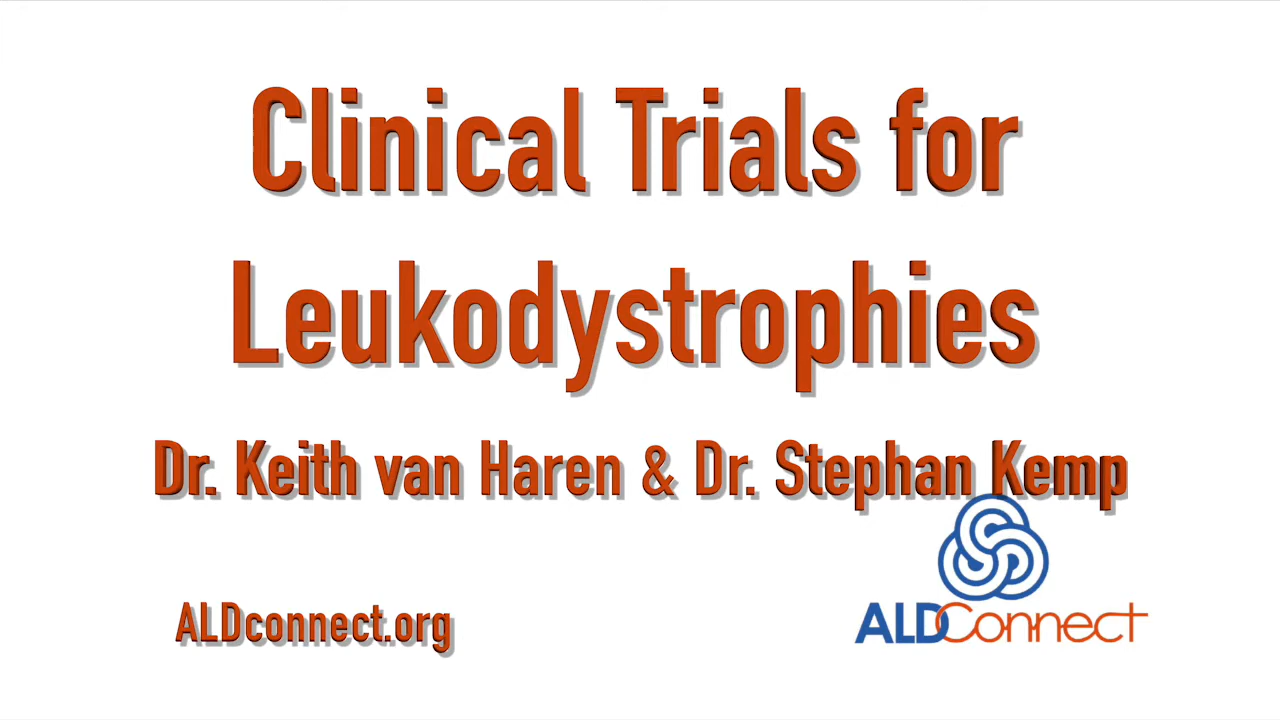 Clinical Trials for
Leukodystrophies
Dr. Keith van Haren & Dr. Stephan Kemp
ALDconnect.org
ALDConnect